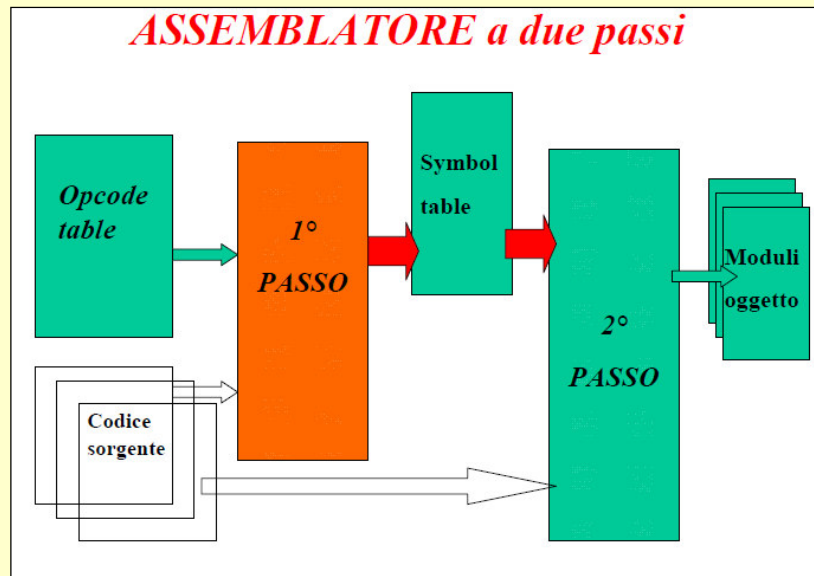 ASSEMBLATORE a due passi
Opcode
table
1°
PASSO
Symbol
table
2°
PASSO
Moduli
oggetto
Codice
sorgente